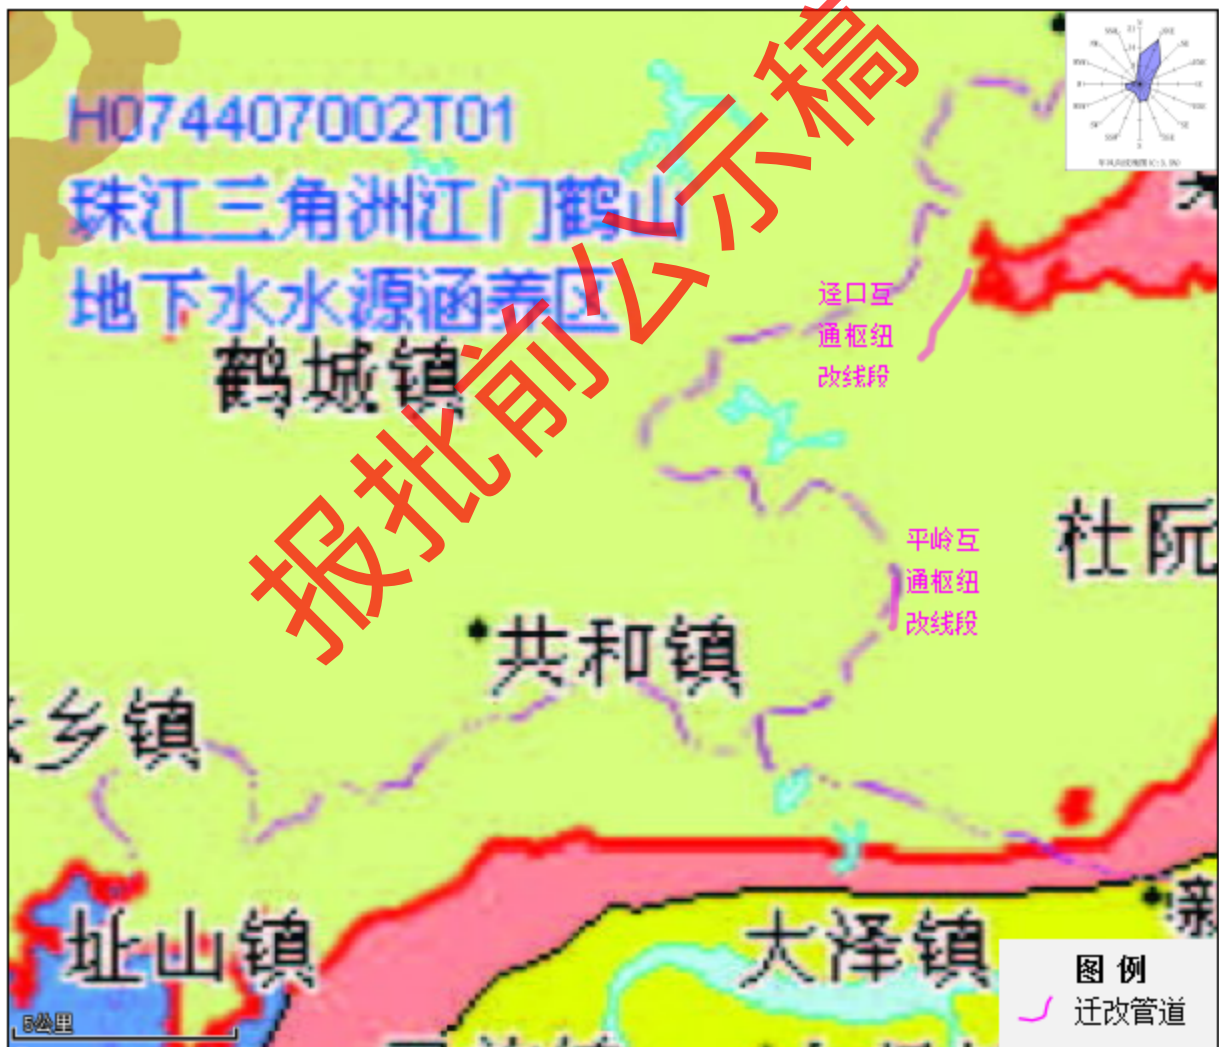 H074407002T01
珠江三角洲江门鹤山
地下水水源涵养区
鹤城镇
报批前公示稿
迳口互
通枢纽
改线段
杜阮
平岭互
通枢纽
改线段
共和镇
乡镇
址山镇
大泽镇
5公里
图 例
迁改管道